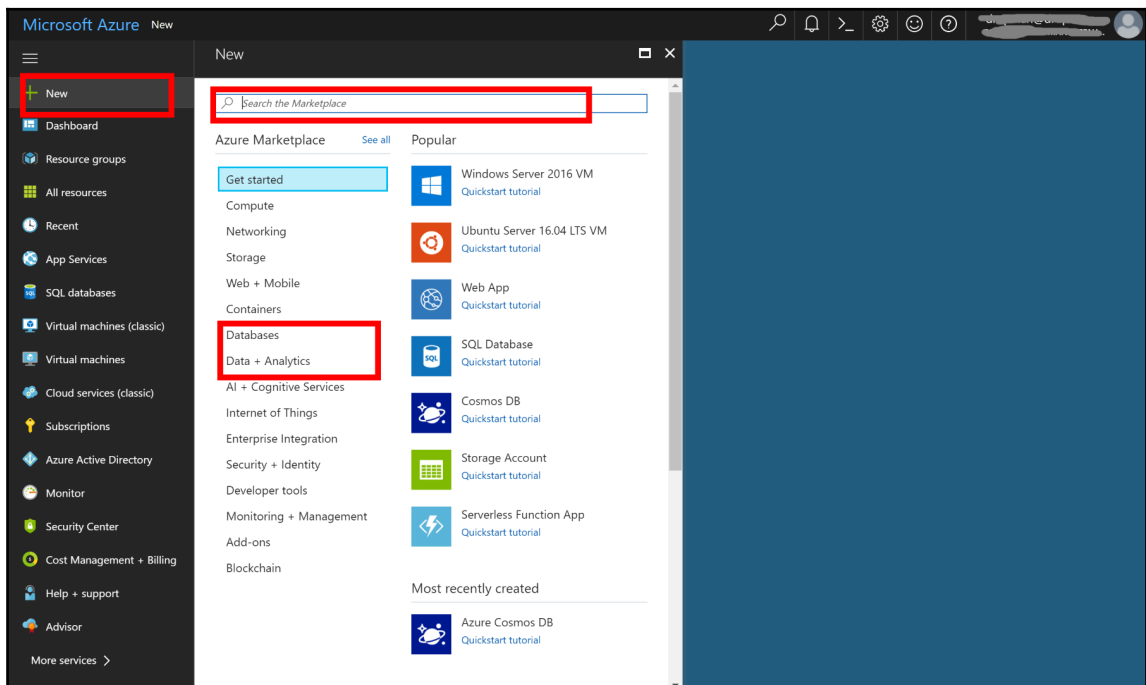 Microsoft Azure New
New
Dashboard
Resource groups
All resources
Recent
App Services
SQL databases
Virtual machines (classic)
Virtual machines
Cloud services (classic)
Subscriptions
Azure Active Directory
Monitor
Security Center
Cost Management + Billing
Help + support
Advisor
More services
New
Search the Marketplace
Azure Marketplace See all
Get started
Compute
Networking
Storage
Web + Mobile
Containers
Databases
Data + Analytics
AI + Cognitive Services
Internet of Things
Enterprise Integration
Security + Identity
Developer tools
Monitoring + Management
Add-ons
Blockchain
Popular
Windows Server 2016 VM
Quickstart tutorial
Ubuntu Server 16.04 LTS VM
Quickstart tutorial
Web App
Quickstart tutorial
SQL Database
Quickstart tutorial
Cosmos DB
Quickstart tutorial
Storage Account
Quickstart tutorial
Serverless Function App
Quickstart tutorial
Most recently created
Azure Cosmos DB
Quickstart tutorial